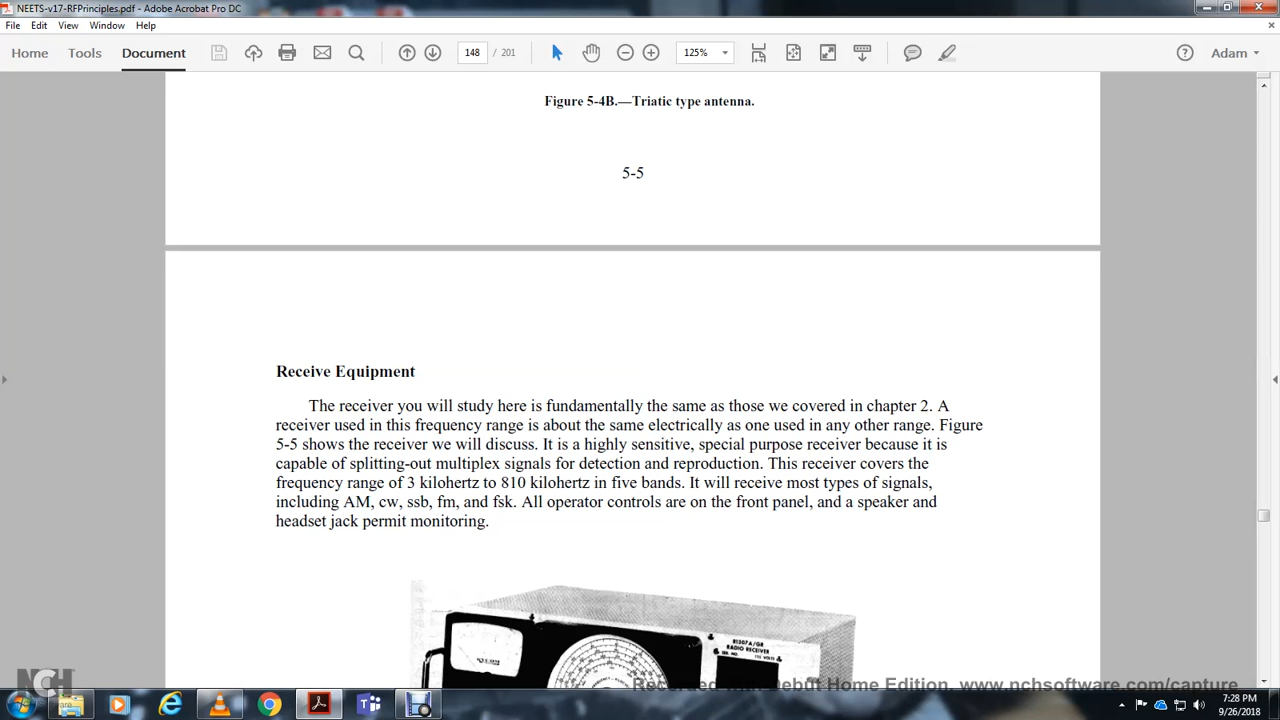 NEETS-v17-RFPrinciples.pdf - Adobe Acrobat Pro DC
File Edit View Window Help
Home Tools Document 148 / 201 125% Adam
Figure 5-4B.—Triatic type antenna.
5-5
Receive Equipment
The receiver you will study here is fundamentally the same as those we covered in chapter 2. A
receiver used in this frequency range is about the same electrically as one used in any other range. Figure
5-5 shows the receiver we will discuss. It is a highly sensitive, special purpose receiver because it is
capable of splitting-out multiplex signals for detection and reproduction. This receiver covers the
frequency range of 3 kilohertz to 810 kilohertz in five bands. It will receive most types of signals,
including AM, cw, ssb, fm, and fsk. All operator controls are on the front panel, and a speaker and
headset jack permit monitoring.
RADIO RECEIVER
Recorded with Debut Home Edition. www.nchsoftware.com/capture
NCH
7:28 PM
9/26/2018